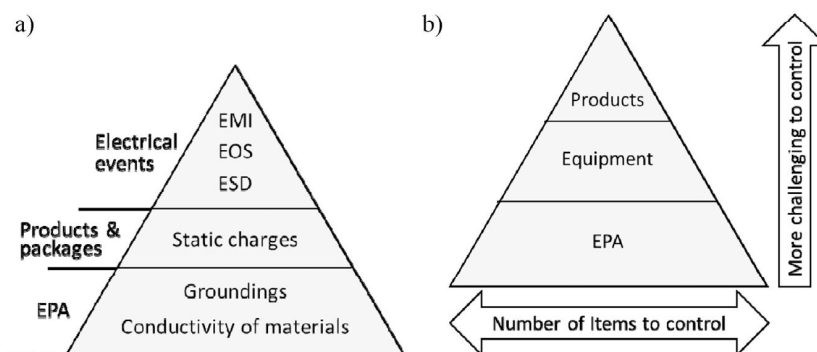 a)
EMI
EOS
ESD
Electrical
events
Products &
packages
Static charges
EPA
Groundings
Conductivity of materials
b)
Products
Equipment
EPA
Number of Items to control
More challenging to control